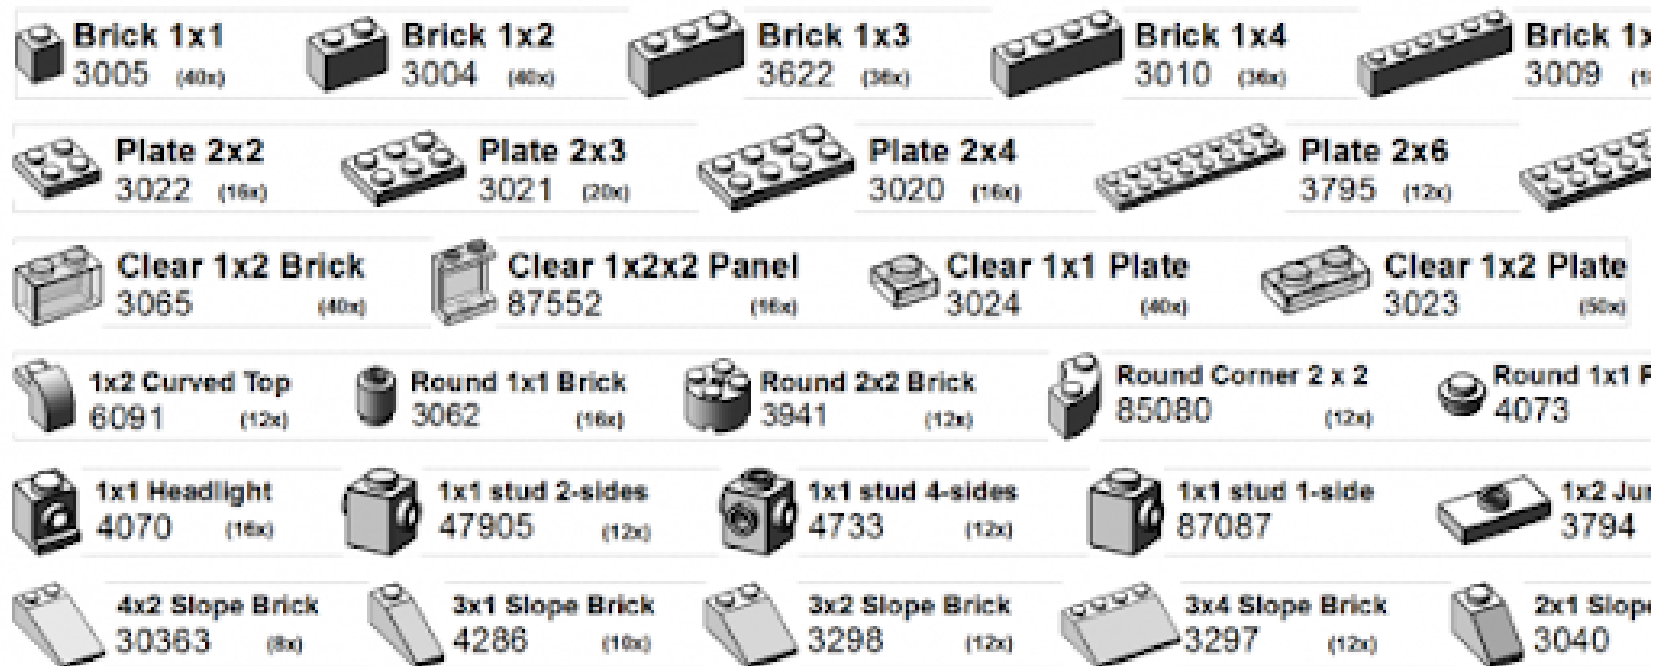 Brick 1x1 Brick 1x2 Brick 1x3 Brick 1x4 Brick
3005 (40x) 3004 (40x) 3622 (36x) 3010 (36x) 3009
Plate 2x2 Plate 2x3 Plate 2x4 Plate 2x6
3022 (16x) 3021 (20x) 3020 (16x) 3795 (12x)
Clear 1x2 Brick Clear 1x2x2 Panel Clear 1x1 Plate Clear 1x2 Plate
3065 (40x) 87552 (16x) 3024 (40x) 3023 (50x)
1x2 Curved Top Round 1x1 Brick Round 2x2 Brick Round Corner 2 x 2 Round 1x1
6091 (12x) 3062 (16x) 3941 (12x) 85080 (12x) 4073
1x1 Headlight 1x1 stud 2-sides 1x1 stud 4-sides 1x1 stud 1-side 1x2
4070 (16x) 47905 (12x) 4733 (12x) 87087 3794
4x2 Slope Brick 3x1 Slope Brick 3x2 Slope Brick 3x4 Slope Brick 2x1 Slope
30363 (8x) 4286 (10x) 3298 (12x) 3297 (12x) 3040